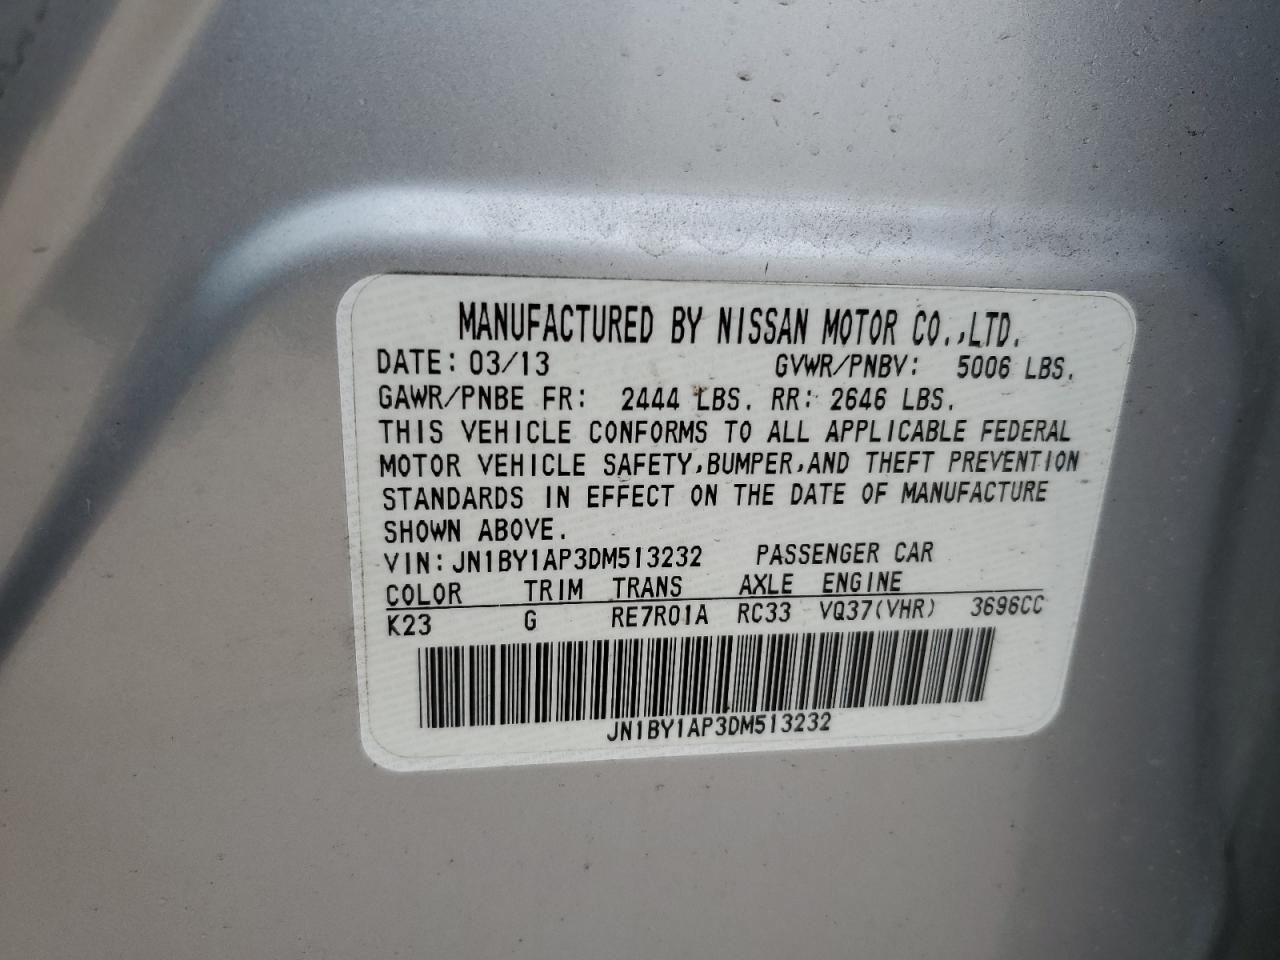 MANUFACTURED BY NISSAN MOTOR CO.,LTD.
DATE: 03/13 GVWR/PNBV: 5006 LBS.
GAWR/PNBE FR: 2444 LBS. RR: 2646 LBS.
THIS VEHICLE CONFORMS TO ALL APPLICABLE FEDERAL
MOTOR VEHICLE SAFETY,BUMPER,AND THEFT PREVENTION
STANDARDS IN EFFECT ON THE DATE OF MANUFACTURE
SHOWN ABOVE.
VIN:JN1BY1AP3DM513232 PASSENGER CAR
COLOR TRIM TRANS AXLE ENGINE
K23 G RE7R01A RC33 VQ37(VHR) 3696CC
JN1BY1AP3DM513232